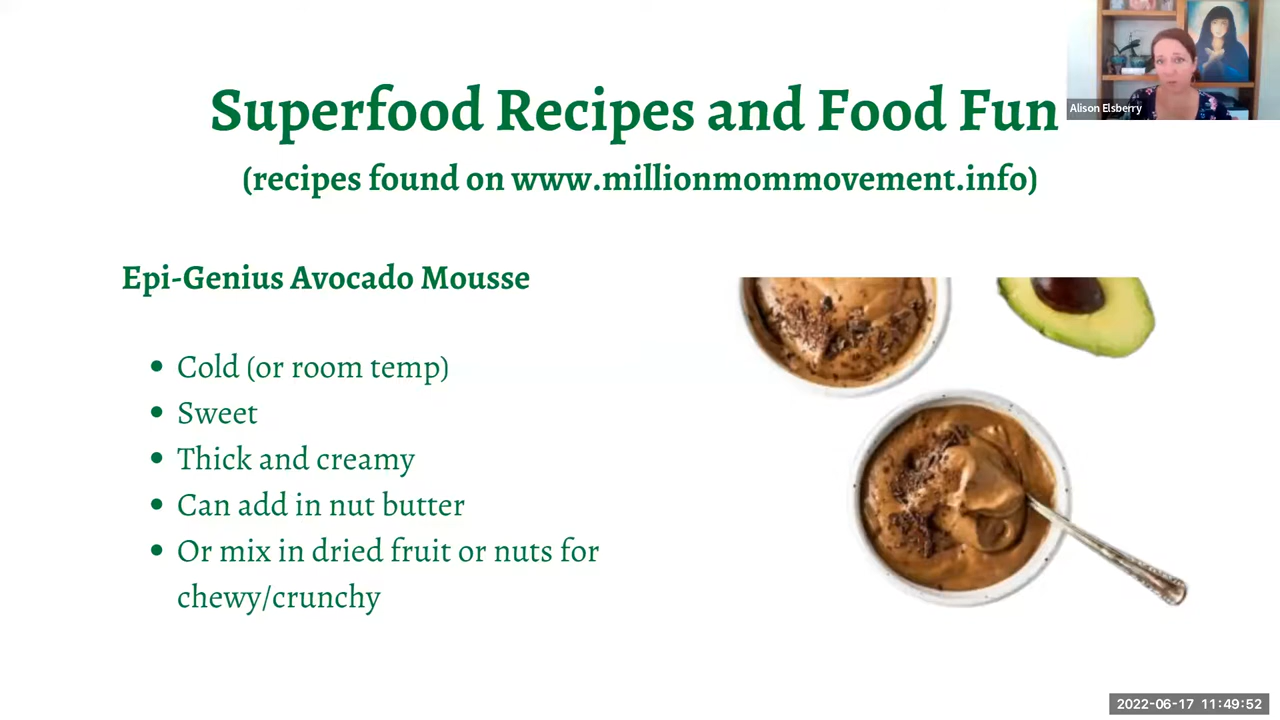 Superfood Recipes and Food Fun
(recipes found on www.millionmommovement.info)
Alison Elsberry
Epi-Genius Avocado Mousse
Cold (or room temp)
Sweet
Thick and creamy
Can add in nut butter
Or mix in dried fruit or nuts for
chewy/crunchy
2022-06-17 11:49:52